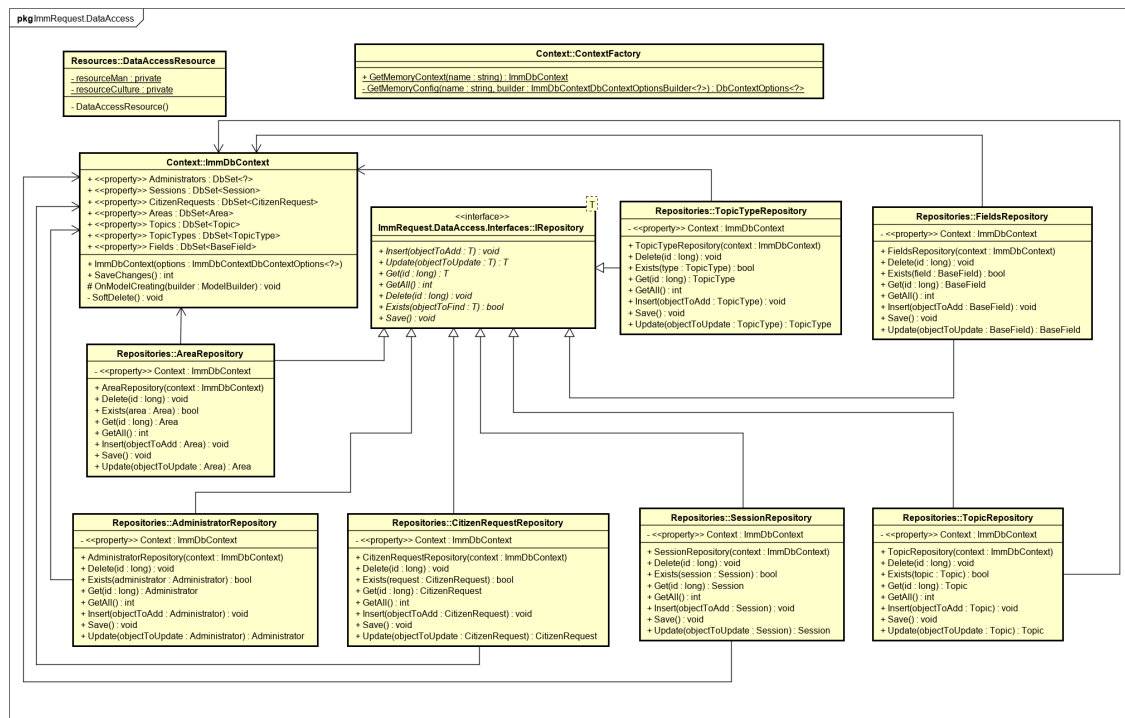 pkg ImmRequest.DataAccess
Resources::DataAccessResource
- resourceMan : private
- resourceCulture : private
- DataAccessResource()
Context::ContextFactory
+ GetMemoryContext(name : string) : ImmDbContext
- GetMemoryConfig(name : string, builder : ImmDbContextDbContextOptionsBuilder<?>) : DbContextOptions<?>
Context::ImmDbContext
+ <<property>> Administrators : DbSet<?>
+ <<property>> Sessions : DbSet<Session>
+ <<property>> CitizenRequests : DbSet<CitizenRequest>
+ <<property>> Areas : DbSet<Area>
+ <<property>> Topics : DbSet<Topic>
+ <<property>> TopicTypes : DbSet<TopicType>
+ <<property>> Fields : DbSet<BaseField>
+ ImmDbContext(options : ImmDbContextDbContextOptions<?>)
+ SaveChanges() : int
# OnModelCreating(builder : ModelBuilder) : void
- SoftDelete() : void
T
<<interface>>
ImmRequest.DataAccess.Interfaces::IRepository
+ Insert(objectToAdd : T) : void
+ Update(objectToUpdate : T) : T
+ Get(id : long) : T
+ GetAll() : int
+ Delete(id : long) : void
+ Exists(objectToFind : T) : bool
+ Save() : void
Repositories::TopicTypeRepository
- <<property>> Context : ImmDbContext
+ TopicTypeRepository(context : ImmDbContext)
+ Delete(id : long) : void
+ Exists(type : TopicType) : bool
+ Get(id : long) : TopicType
+ GetAll() : int
+ Insert(objectToAdd : TopicType) : void
+ Save() : void
+ Update(objectToUpdate : TopicType) : TopicType
Repositories::FieldsRepository
- <<property>> Context : ImmDbContext
+ FieldsRepository(context : ImmDbContext)
+ Delete(id : long) : void
+ Exists(field : BaseField) : bool
+ Get(id : long) : BaseField
+ GetAll() : int
+ Insert(objectToAdd : BaseField) : void
+ Save() : void
+ Update(objectToUpdate : BaseField) : BaseField
Repositories::AreaRepository
- <<property>> Context : ImmDbContext
+ AreaRepository(context : ImmDbContext)
+ Delete(id : long) : void
+ Exists(area : Area) : bool
+ Get(id : long) : Area
+ GetAll() : int
+ Insert(objectToAdd : Area) : void
+ Save() : void
+ Update(objectToUpdate : Area) : Area
Repositories::AdministratorRepository
- <<property>> Context : ImmDbContext
+ AdministratorRepository(context : ImmDbContext)
+ Delete(id : long) : void
+ Exists(administrator : Administrator) : bool
+ Get(id : long) : Administrator
+ GetAll() : int
+ Insert(objectToAdd : Administrator) : void
+ Save() : void
+ Update(objectToUpdate : Administrator) : Administrator
Repositories::CitizenRequestRepository
- <<property>> Context : ImmDbContext
+ CitizenRequestRepository(context : ImmDbContext)
+ Delete(id : long) : void
+ Exists(request : CitizenRequest) : bool
+ Get(id : long) : CitizenRequest
+ GetAll() : int
+ Insert(objectToAdd : CitizenRequest) : void
+ Save() : void
+ Update(objectToUpdate : CitizenRequest) : CitizenRequest
Repositories::SessionRepository
- <<property>> Context : ImmDbContext
+ SessionRepository(context : ImmDbContext)
+ Delete(id : long) : void
+ Exists(session : Session) : bool
+ Get(id : long) : Session
+ GetAll() : int
+ Insert(objectToAdd : Session) : void
+ Save() : void
+ Update(objectToUpdate : Session) : Session
Repositories::TopicRepository
- <<property>> Context : ImmDbContext
+ TopicRepository(context : ImmDbContext)
+ Delete(id : long) : void
+ Exists(topic : Topic) : bool
+ Get(id : long) : Topic
+ GetAll() : int
+ Insert(objectToAdd : Topic) : void
+ Save() : void
+ Update(objectToUpdate : Topic) : Topic